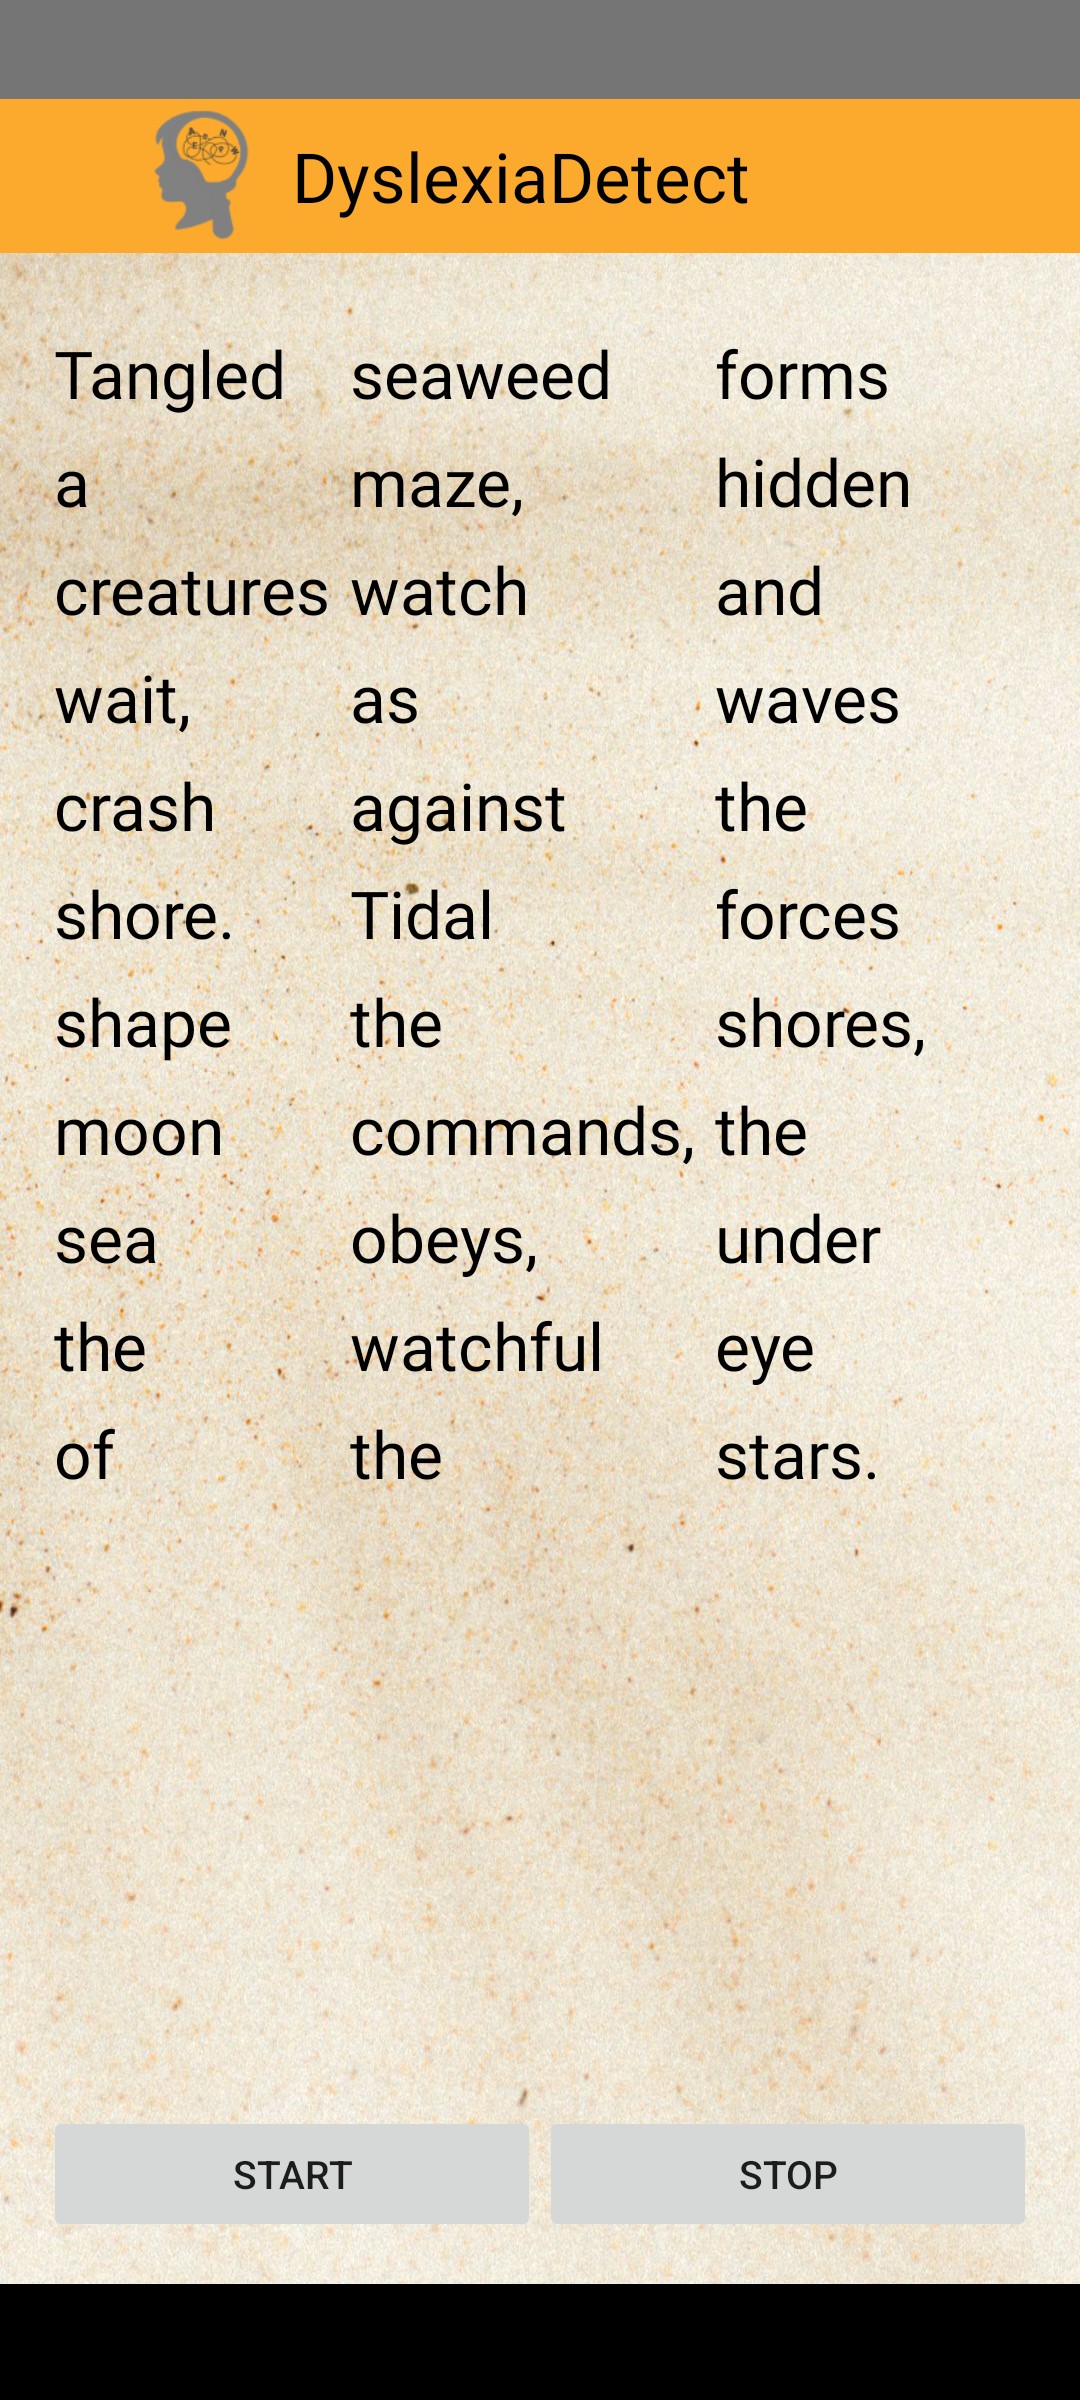 DyslexiaDetect
Tangled seaweed forms
a maze, hidden
creatures watch and
wait, as waves
crash against the
shore. Tidal forces
shape the shores,
moon commands, the
sea obeys, under
the watchful eye
of the stars.
START STOP